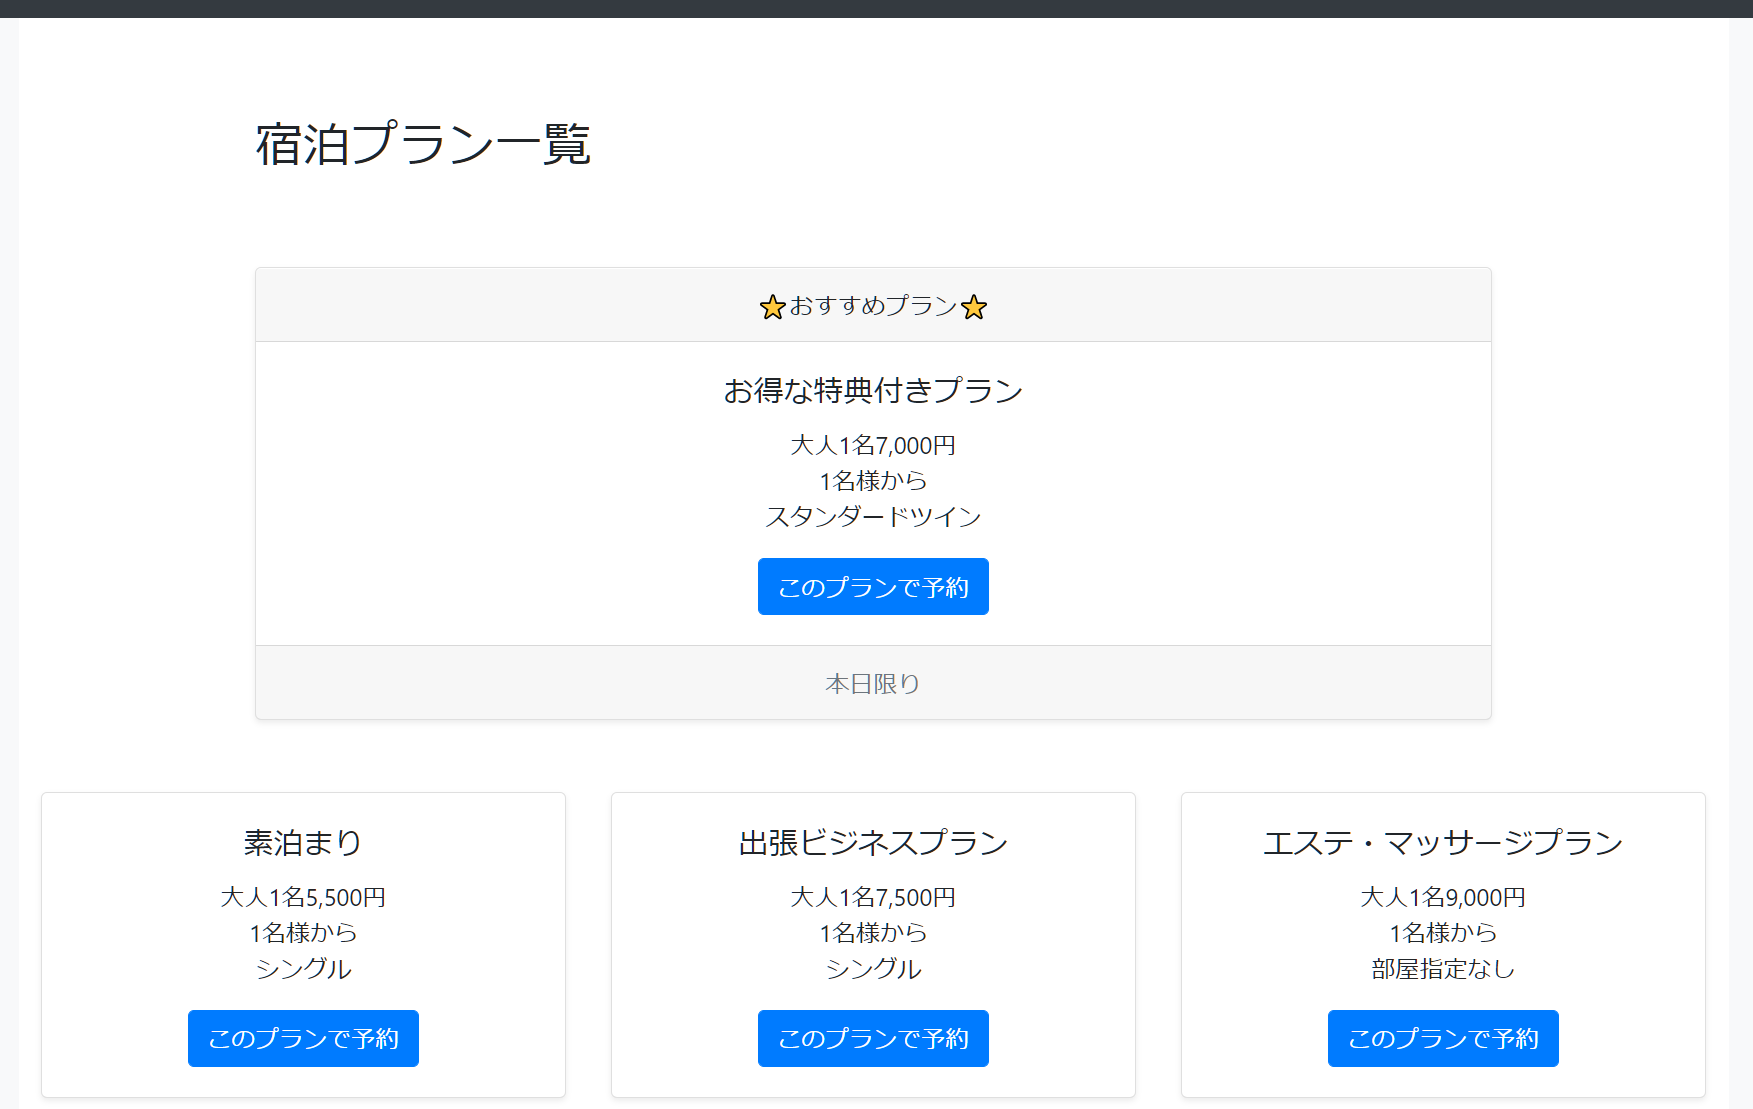 宿泊プラン一覧
⭐おすすめプラン⭐
お得な特典付きプラン
大人1名7,000円
1名様から
スタンダードツイン
このプランで予約
本日限り
素泊まり
大人1名5,500円
1名様から
シングル
このプランで予約
出張ビジネスプラン
大人1名7,500円
1名様から
シングル
このプランで予約
エステ・マッサージプラン
大人1名9,000円
1名様から
部屋指定なし
このプランで予約